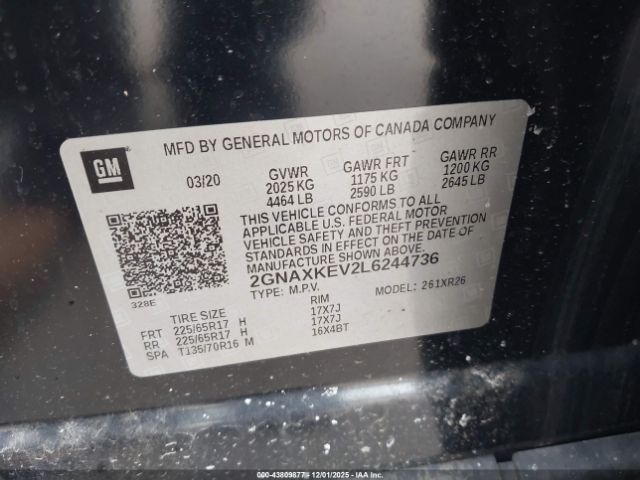 MFD BY GENERAL MOTORS OF CANADA COMPANY
GM
03/20
GVWR
2025 KG
4464 LB
GAWR FRT
1175 KG
2590 LB
GAWR RR
1200 KG
2645 LB
THIS VEHICLE CONFORMS TO ALL
APPLICABLE U.S. FEDERAL MOTOR
VEHICLE SAFETY AND THEFT PREVENTION
STANDARDS IN EFFECT ON THE DATE OF
MANUFACTURE SHOWN ABOVE.
2GNAXKEV2L6244736
TYPE: M.P.V. MODEL: 261XR26
328E
TIRE SIZE RIM
FRT 225/65R17 H 17X7J
RR 225/65R17 H 17X7J
SPA T135/70R16 M 16X4BT
000-43809877 - 12/01/2025 - IAA Holdings, LLC.